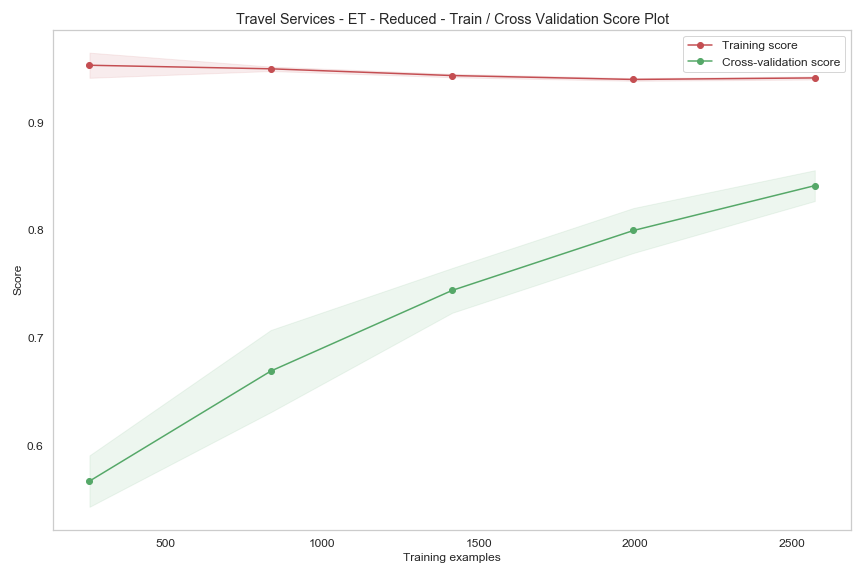 Travel Services - ET - Reduced - Train / Cross Validation Score Plot
Training score
Cross-validation score
0.9
0.8
0.7
0.6
Score
500 1000 1500 2000 2500
Training examples